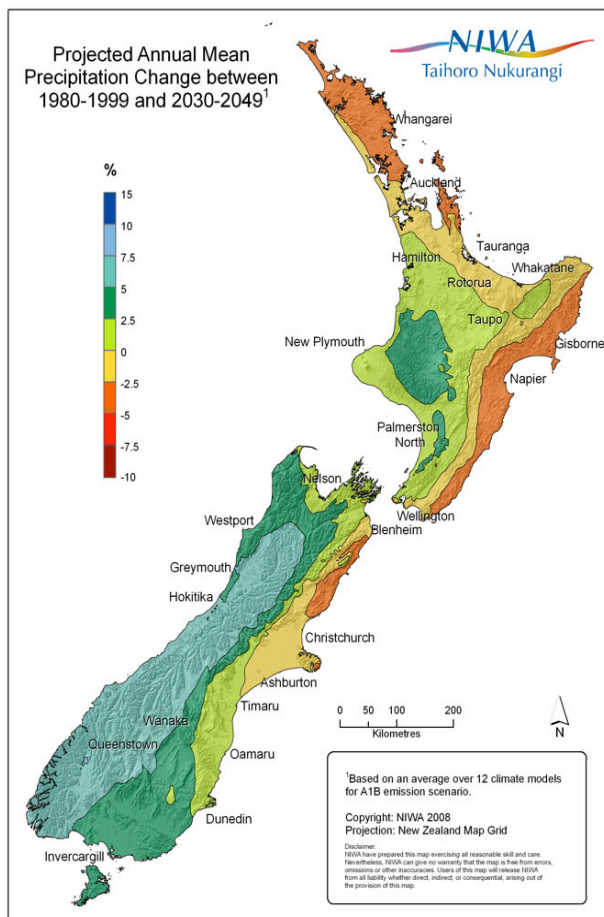 Projected Annual Mean
Precipitation Change between
1980-1999 and 2030-2049¹
NIWA
Taihoro Nukurangi
%
15
10
7.5
5
2.5
0
-2.5
-5
-7.5
-10
Whangarei
Auckland
Tauranga
Hamilton
Whakatane
Rotorua
Taupo
New Plymouth
Gisborne
Napier
Palmerston
North
Nelson
Wellington
Westport
Blenheim
Greymouth
Hokitika
Christchurch
Ashburton
Wanaka
Timaru
Queenstown
Oamaru
Dunedin
Invercargill
0 50 100 200
Kilometres
N
¹Based on an average over 12 climate models
for A1B emission scenario.
Copyright: NIWA 2008
Projection: New Zealand Map Grid
Disclaimer:
NIWA have prepared this map exercising all reasonable skill and care.
Nevertheless, NIWA can give no warranty that the map is free from errors,
omissions or other inaccuracies. Users of this map will release NIWA
from all liability whether direct, indirect, or consequential, arising out of
the provision of this map.